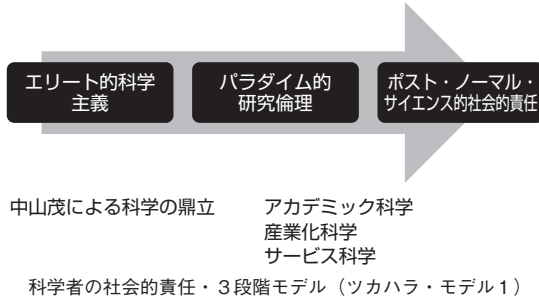 エリート的科学
主義
パラダイム的
研究倫理
ポスト・ノーマル・
サイエンス的社会的責任
中山茂による科学の鼎立
アカデミック科学
産業化科学
サービス科学
科学者の社会的責任・３段階モデル（ツカハラ・モデル１）